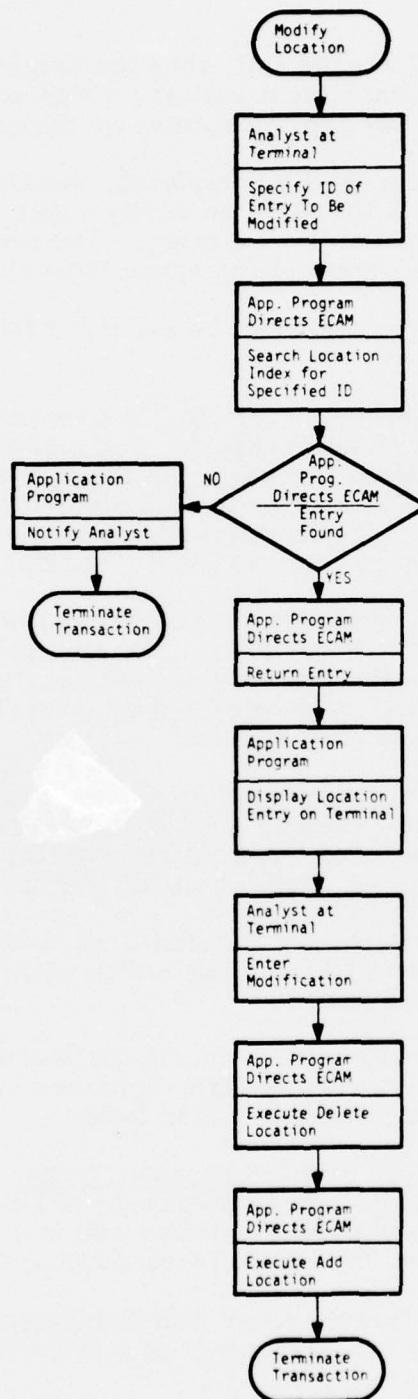 Modify
Location
Analyst at
Terminal
Specify ID of
Entry To Be
Modified
App. Program
Directs ECAM
Search Location
Index for
Specified ID
App.
Prog.
Directs ECAM
Entry
Found
NO
Application
Program
Notify Analyst
Terminate
Transaction
YES
App. Program
Directs ECAM
Return Entry
Application
Program
Display Location
Entry on Terminal
Analyst at
Terminal
Enter
Modification
App. Program
Directs ECAM
Execute Delete
Location
App. Program
Directs ECAM
Execute Add
Location
Terminate
Transaction